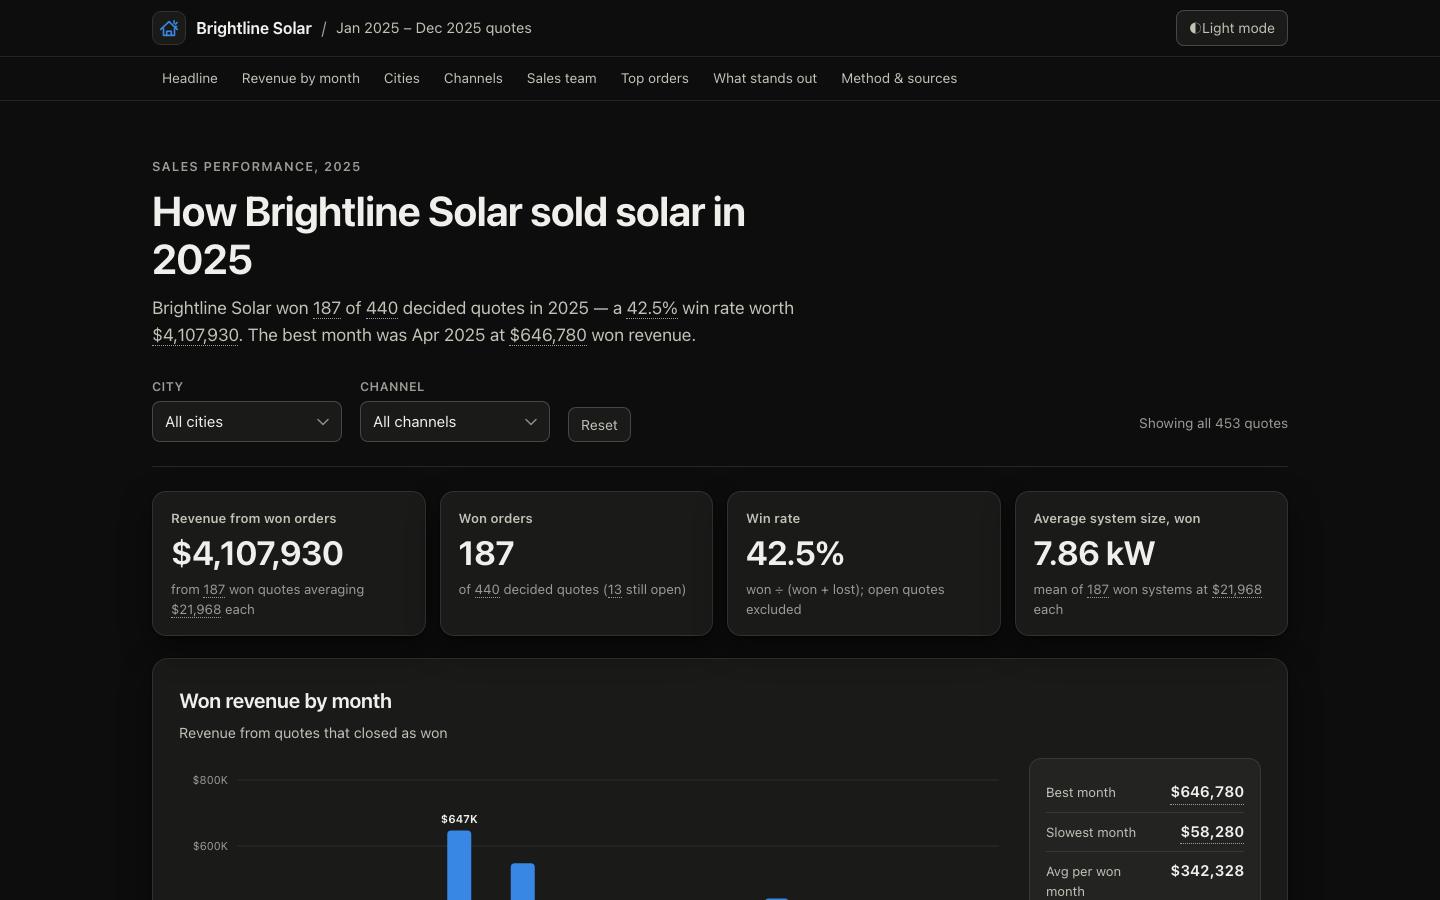 Brightline Solar / Jan 2025 – Dec 2025 quotes
Light mode
Headline Revenue by month Cities Channels Sales team Top orders What stands out Method & sources
SALES PERFORMANCE, 2025
How Brightline Solar sold solar in
2025
Brightline Solar won 187 of 440 decided quotes in 2025 — a 42.5% win rate worth
$4,107,930. The best month was Apr 2025 at $646,780 won revenue.
CITY
All cities
CHANNEL
All channels
Reset
Showing all 453 quotes
Revenue from won orders
$4,107,930
from 187 won quotes averaging
$21,968 each
Won orders
187
of 440 decided quotes (13 still open)
Win rate
42.5%
won ÷ (won + lost); open quotes
excluded
Average system size, won
7.86 kW
mean of 187 won systems at $21,968
each
Won revenue by month
Revenue from quotes that closed as won
$800K
$647K
$600K
Best month $646,780
Slowest month $58,280
Avg per won $342,328
month